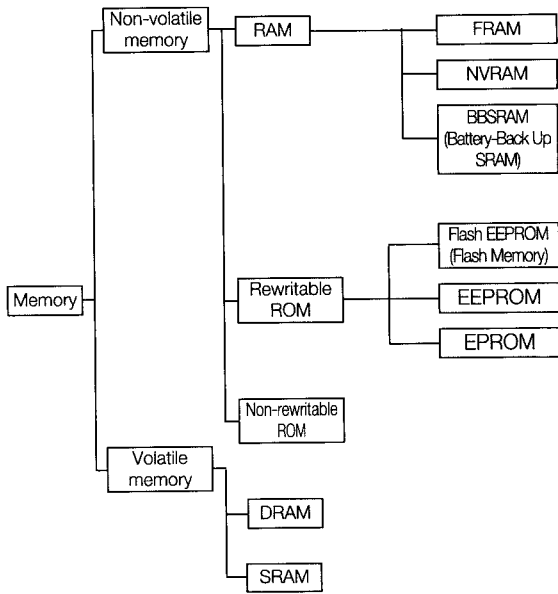 Non-volatile
memory
RAM
FRAM
NVRAM
BBSRAM
(Battery-Back Up
SRAM)
Flash EEPROM
(Flash Memory)
Memory
Rewritable
ROM
EEPROM
EPROM
Non-rewritable
ROM
Volatile
memory
DRAM
SRAM